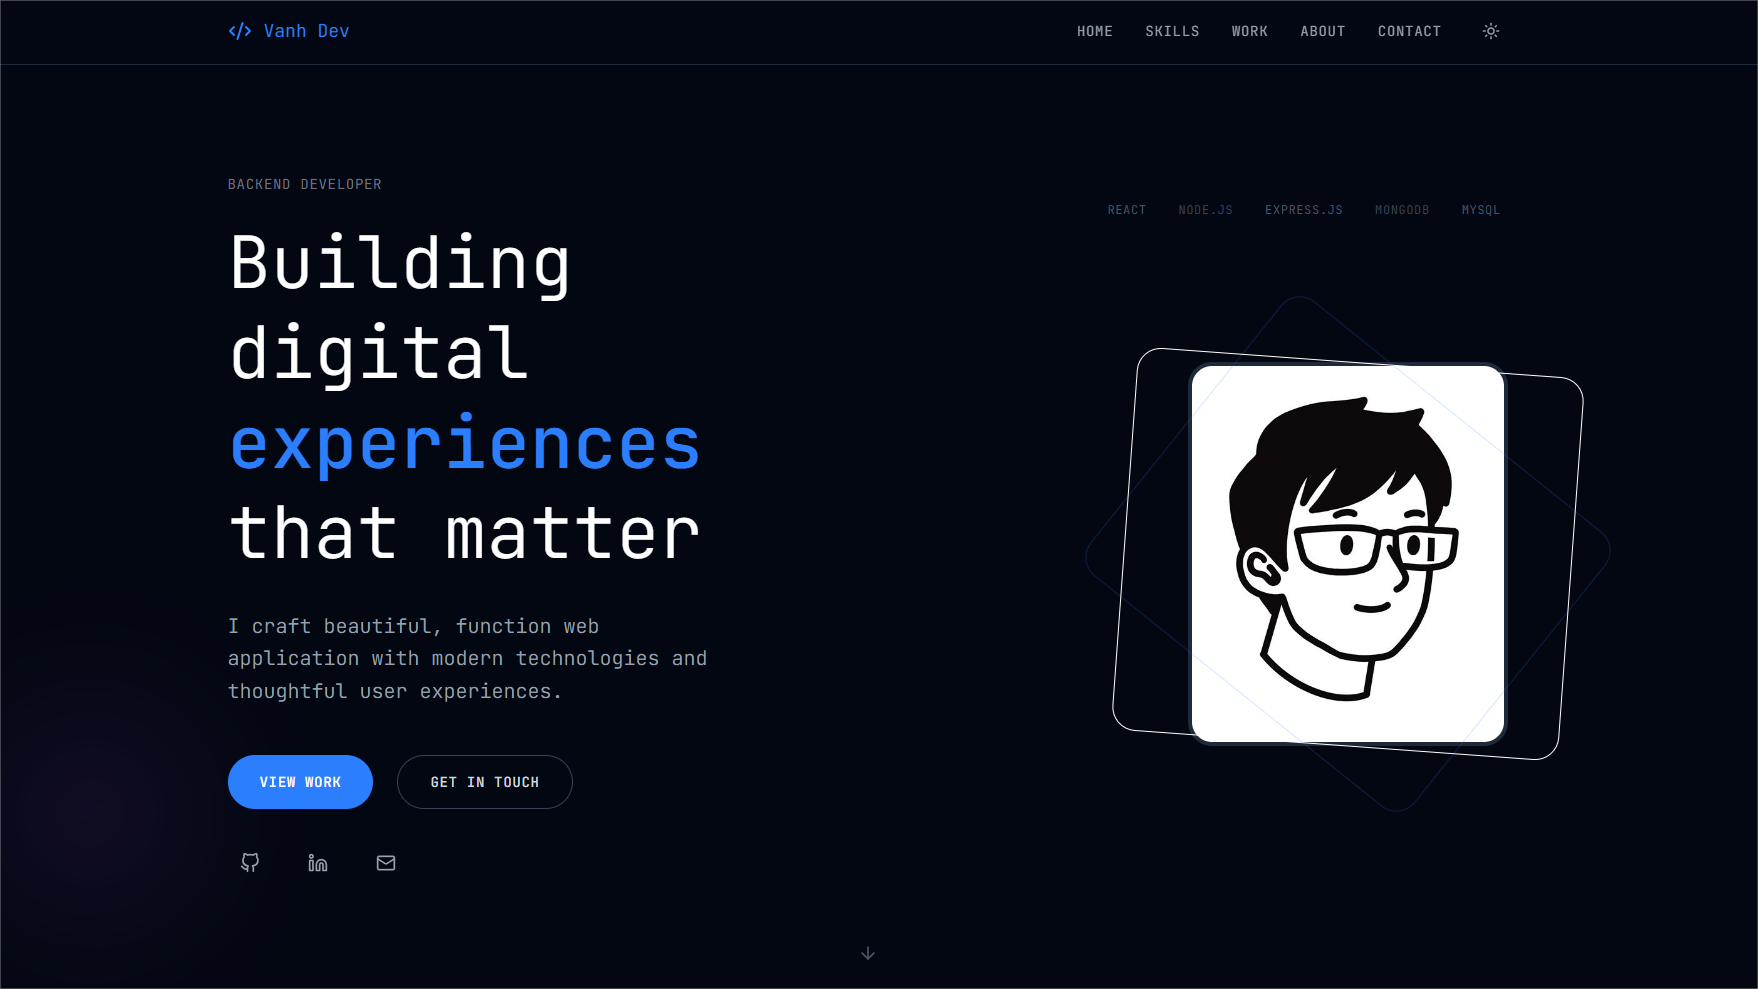 Vanh Dev
HOME SKILLS WORK ABOUT CONTACT
BACKEND DEVELOPER
Building
digital
experiences
that matter
I craft beautiful, function web
application with modern technologies and
thoughtful user experiences.
VIEW WORK GET IN TOUCH
REACT NODE.JS EXPRESS.JS MONGODB MYSQL